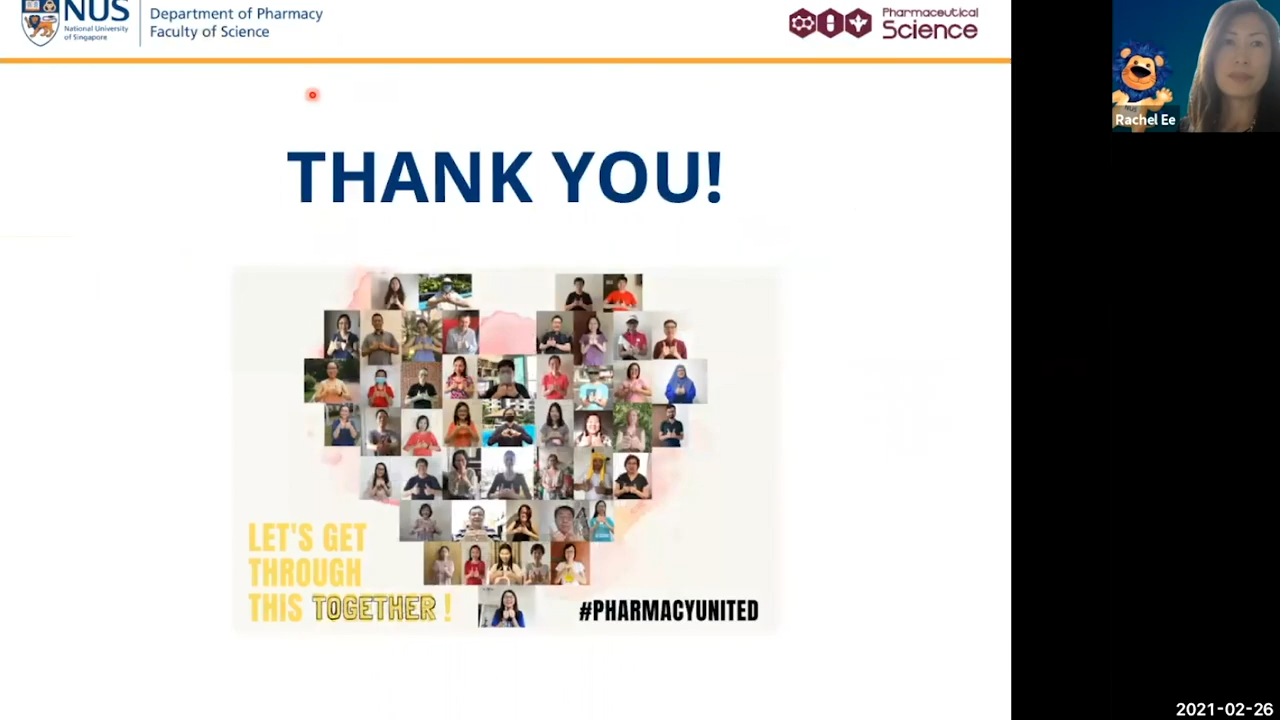 NUS
National University
of Singapore
Department of Pharmacy
Faculty of Science
Pharmaceutical
Science
Rachel Ee
THANK YOU!
LET'S GET
THROUGH
THIS TOGETHER !
#PHARMACYUNITED
2021-02-26